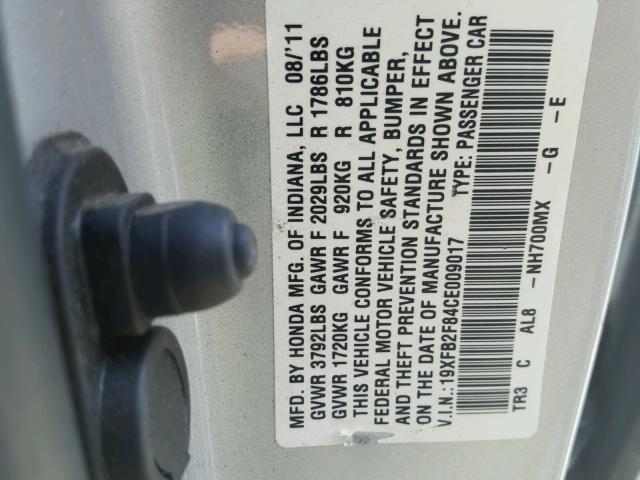 MFD. BY HONDA MFG. OF INDIANA, LLC 08/'11
GVWR 3792LBS GAWR F 2029LBS R 1786LBS
GVWR 1720KG GAWR F 920KG R 810KG
THIS VEHICLE CONFORMS TO ALL APPLICABLE
FEDERAL MOTOR VEHICLE SAFETY, BUMPER,
AND THEFT PREVENTION STANDARDS IN EFFECT
ON THE DATE OF MANUFACTURE SHOWN ABOVE.
V.I.N.:19XFB2F84CE009017 TYPE: PASSENGER CAR
TR3 C AL8 -NH700MX -G -E